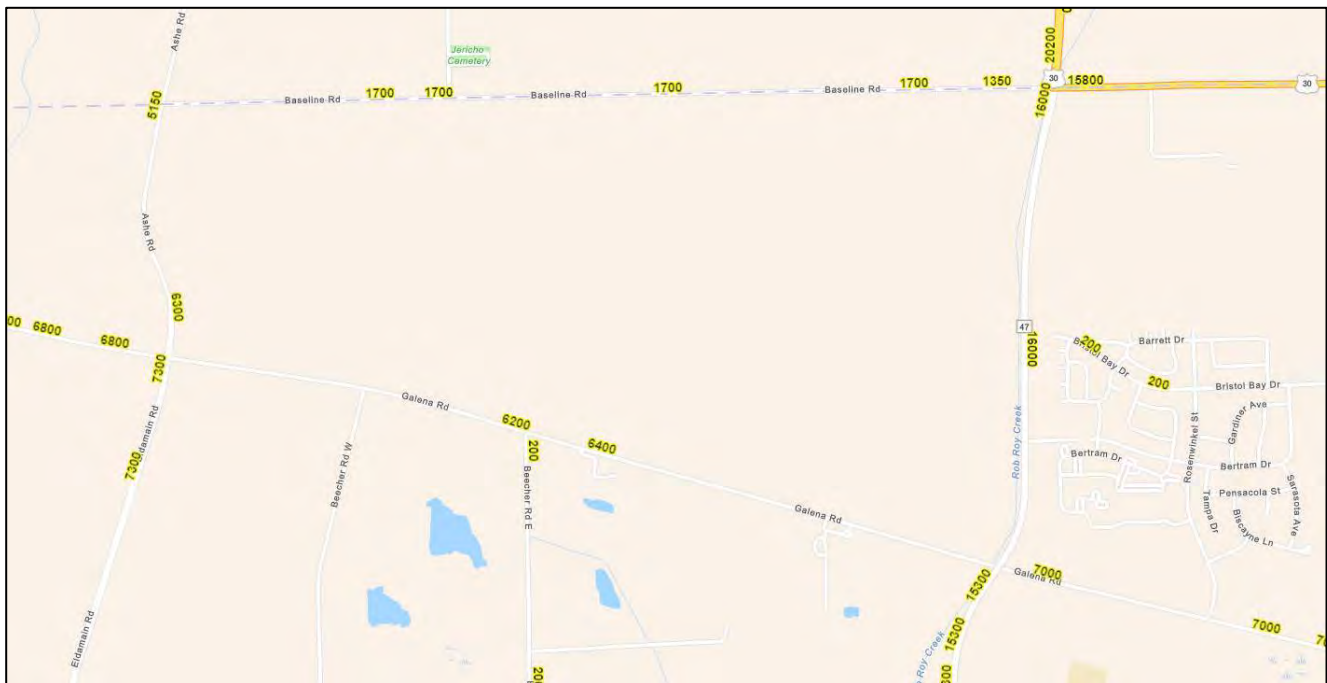 Ashe Rd
Jericho
Cemetery
20200
30
15800
30
5150
Baseline Rd
1700
1700
Baseline Rd
1700
Baseline Rd
1700
1350
16000
Ashe Rd
6300
00
6800
6800
7300
47
16000
200
Bristol Bay Dr
Barrett Dr
200
Bristol Bay Dr
Galena Rd
6200
6400
200
Eldamain Rd
7300
Beecher Rd W
Beecher Rd E
Rob Roy Creek
Rosenwinkel St
Gardiner Ave
Bertram Dr
Bertram Dr
Pensacola St
Sarasota Ave
Tampa Dr
Biscayne Ln
Galena Rd
15300
7000
Galena Rd
7000
15300
Roy Creek
Eldamain Rd
200